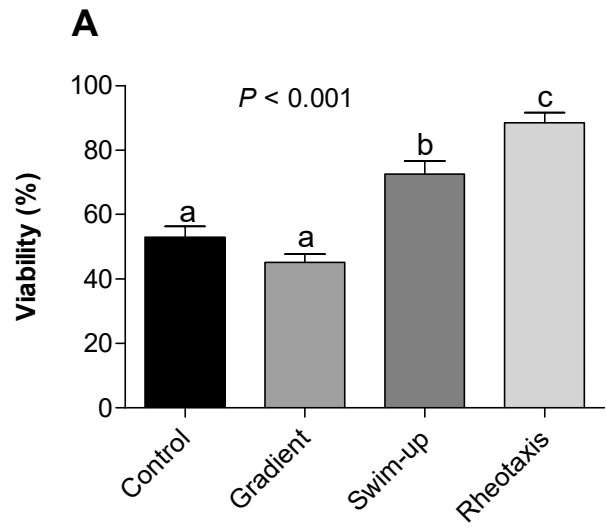 A
P < 0.001
Viability (%)
100
80
60
40
20
0
a
a
b
c
Control
Gradient
Swim-up
Rheotaxis